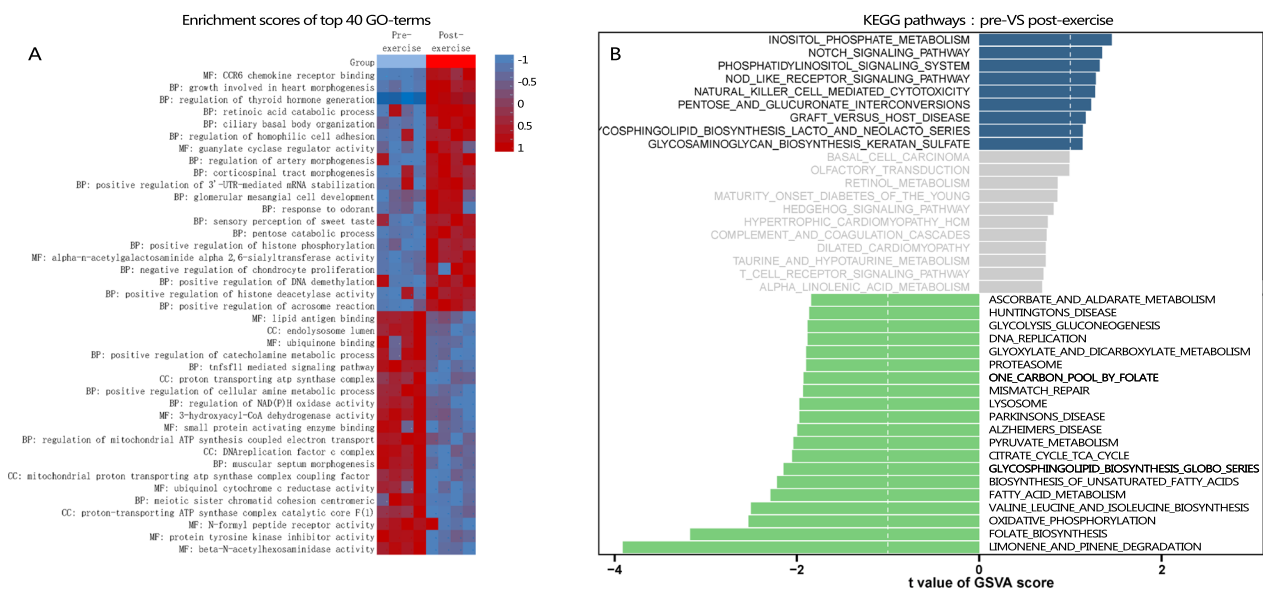 Enrichment scores of top 40 GO-terms
A
Pre-
exercise
Post-
exercise
Group
MF: CCR6 chemokine receptor binding
BP: growth involved in heart morphogenesis
BP: regulation of thyroid hormone generation
BP: retinoic acid catabolic process
BP: ciliary basal body organization
BP: regulation of homophilic cell adhesion
MF: guanylate cyclase regulator activity
BP: regulation of artery morphogenesis
BP: corticospinal tract morphogenesis
BP: positive regulation of 3'-UTR-mediated mRNA stabilization
BP: glomerular mesangial cell development
BP: response to odorant
BP: sensory perception of sweet taste
BP: pentose catabolic process
BP: positive regulation of histone phosphorylation
MF: alpha-n-acetylgalactosaminide alpha 2,6-sialyltransferase activity
BP: negative regulation of chondrocyte proliferation
BP: positive regulation of DNA demethylation
BP: positive regulation of histone deacetylase activity
BP: positive regulation of acrosome reaction
MF: lipid antigen binding
CC: endolysosome lumen
MF: ubiquinone binding
BP: positive regulation of catecholamine metabolic process
BP: tnfsf11 mediated signaling pathway
CC: proton transporting atp synthase complex
BP: positive regulation of cellular amine metabolic process
BP: regulation of NAD(P)H oxidase activity
MF: 3-hydroxyacyl-CoA dehydrogenase activity
MF: small protein activating enzyme binding
BP: regulation of mitochondrial ATP synthesis coupled electron transport
CC: DNAreplication factor c complex
BP: muscular septum morphogenesis
CC: mitochondrial proton transporting atp synthase complex coupling factor
MF: ubiquinol cytochrome c reductase activity
BP: meiotic sister chromatid cohesion centromeric
CC: proton-transporting ATP synthase complex catalytic core F(1)
MF: N-formyl peptide receptor activity
MF: protein tyrosine kinase inhibitor activity
MF: beta-N-acetylhexosaminidase activity
-1
-0.5
0
0.5
1
KEGG pathways : pre-VS post-exercise
B
INOSITOL_PHOSPHATE_METABOLISM
NOTCH_SIGNALING_PATHWAY
PHOSPHATIDYLINOSITOL_SIGNALING_SYSTEM
NOD_LIKE_RECEPTOR_SIGNALING_PATHWAY
NATURAL_KILLER_CELL_MEDIATED_CYTOTOXICITY
PENTOSE_AND_GLUCURONATE_INTERCONVERSIONS
GRAFT_VERSUS_HOST_DISEASE
YCOSPHINGOLIPID_BIOSYNTHESIS_LACTO_AND_NEOLACTO_SERIES
GLYCOSAMINOGLYCAN_BIOSYNTHESIS_KERATAN_SULFATE
BASAL_CELL_CARCINOMA
OLFACTORY_TRANSDUCTION
RETINOL_METABOLISM
MATURITY_ONSET_DIABETES_OF_THE_YOUNG
HEDGEHOG_SIGNALING_PATHWAY
HYPERTROPHIC_CARDIOMYOPATHY_HCM
COMPLEMENT_AND_COAGULATION_CASCADES
DILATED_CARDIOMYOPATHY
TAURINE_AND_HYPOTAURINE_METABOLISM
T_CELL_RECEPTOR_SIGNALING_PATHWAY
ALPHA_LINOLENIC_ACID_METABOLISM
ASCORBATE_AND_ALDARATE_METABOLISM
HUNTINGTONS_DISEASE
GLYCOLYSIS_GLUCONEOGENESIS
DNA_REPLICATION
GLYOXYLATE_AND_DICARBOXYLATE_METABOLISM
PROTEASOME
ONE_CARBON_POOL_BY_FOLATE
MISMATCH_REPAIR
LYSOSOME
PARKINSONS_DISEASE
ALZHEIMERS_DISEASE
PYRUVATE_METABOLISM
CITRATE_CYCLE_TCA_CYCLE
GLYCOSPHINGOLIPID_BIOSYNTHESIS_GLOBO_SERIES
BIOSYNTHESIS_OF_UNSATURATED_FATTY_ACIDS
FATTY_ACID_METABOLISM
VALINE_LEUCINE_AND_ISOLEUCINE_BIOSYNTHESIS
OXIDATIVE_PHOSPHORYLATION
FOLATE_BIOSYNTHESIS
LIMONENE_AND_PINENE_DEGRADATION
−4
−2
0
2
t value of GSVA score